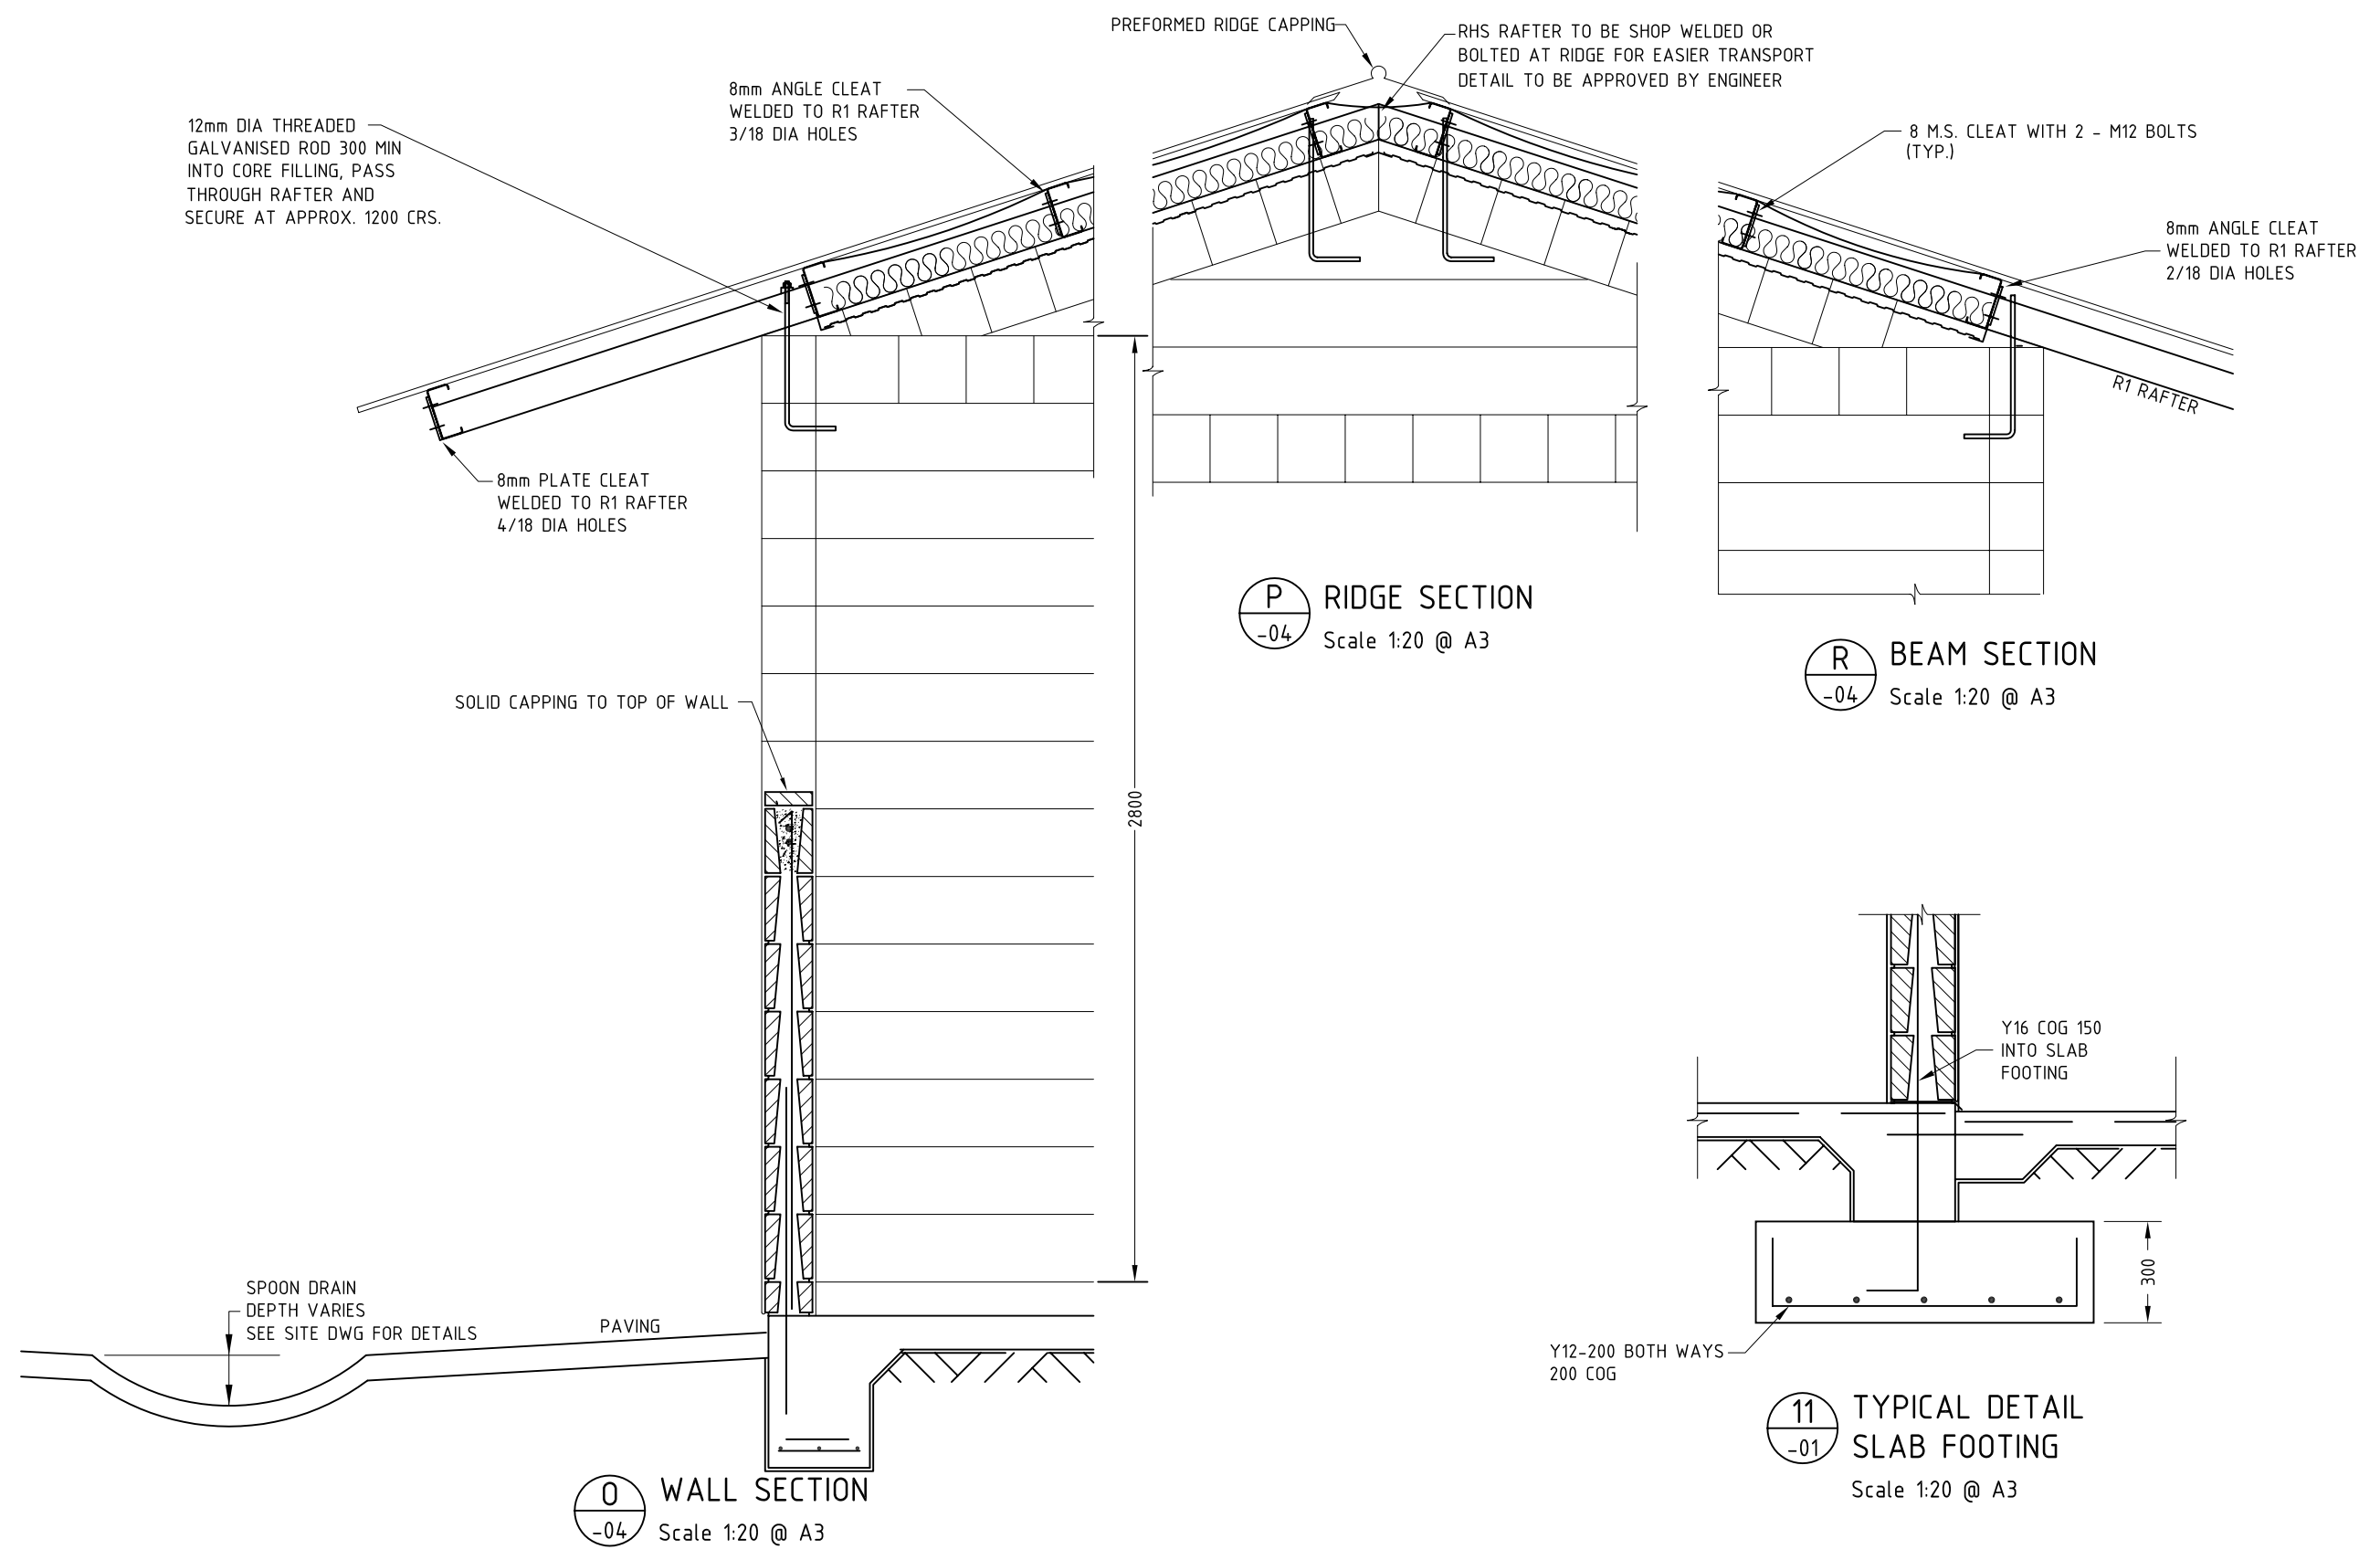 PREFORMED RIDGE CAPPING
RHS RAFTER TO BE SHOP WELDED OR
BOLTED AT RIDGE FOR EASIER TRANSPORT
DETAIL TO BE APPROVED BY ENGINEER
8mm ANGLE CLEAT
WELDED TO R1 RAFTER
3/18 DIA HOLES
12mm DIA THREADED
GALVANISED ROD 300 MIN
INTO CORE FILLING, PASS
THROUGH RAFTER AND
SECURE AT APPROX. 1200 CRS.
8 M.S. CLEAT WITH 2 - M12 BOLTS
(TYP.)
8mm ANGLE CLEAT
WELDED TO R1 RAFTER
2/18 DIA HOLES
R1 RAFTER
8mm PLATE CLEAT
WELDED TO R1 RAFTER
4/18 DIA HOLES
P
-04
RIDGE SECTION
Scale 1:20 @ A3
R
-04
BEAM SECTION
Scale 1:20 @ A3
SOLID CAPPING TO TOP OF WALL
2800
Y16 COG 150
INTO SLAB
FOOTING
300
SPOON DRAIN
DEPTH VARIES
SEE SITE DWG FOR DETAILS
PAVING
Y12-200 BOTH WAYS
200 COG
11
-01
TYPICAL DETAIL
SLAB FOOTING
Scale 1:20 @ A3
O
-04
WALL SECTION
Scale 1:20 @ A3